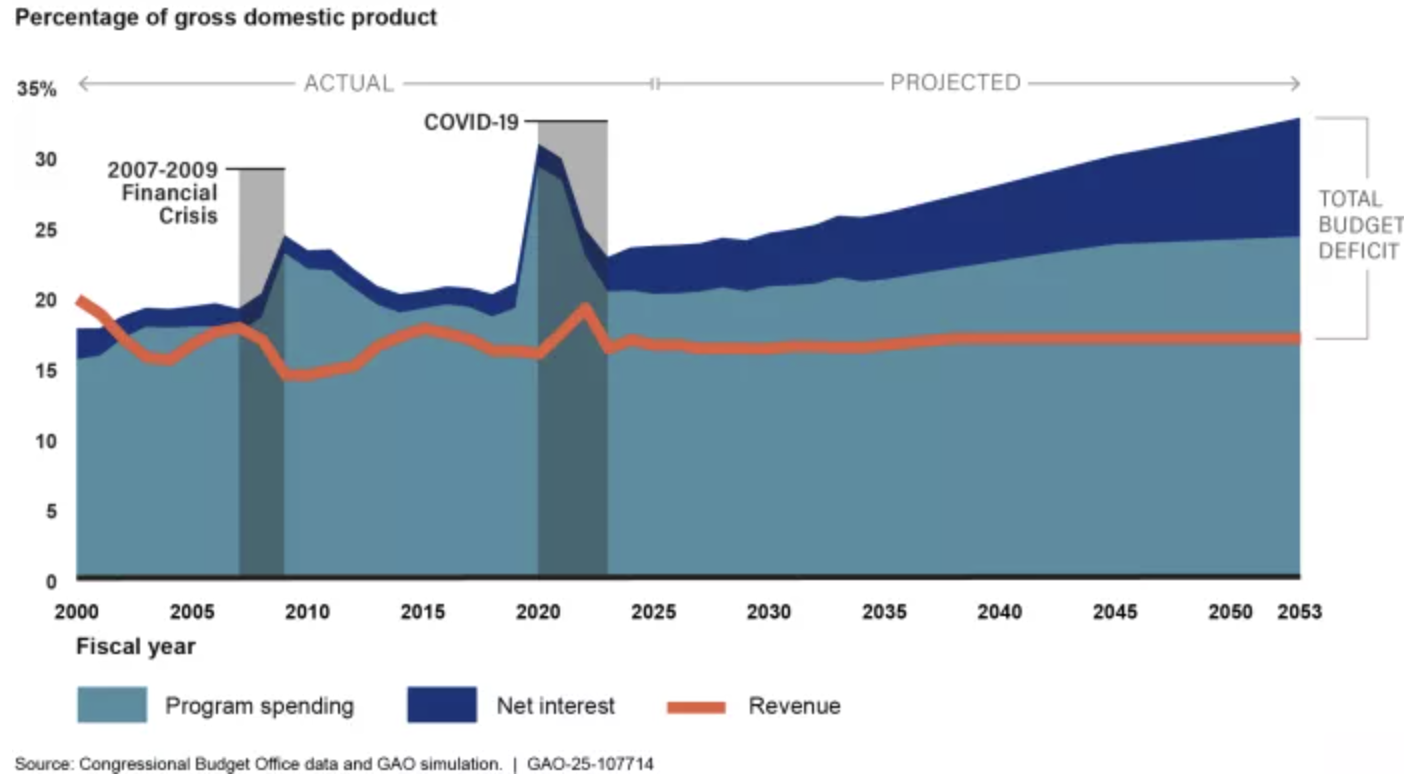 Percentage of gross domestic product
ACTUAL
PROJECTED
35%
30
25
20
15
10
5
0
2007-2009
Financial
Crisis
COVID-19
TOTAL
BUDGET
DEFICIT
2000 2005 2010 2015 2020 2025 2030 2035 2040 2045 2050 2053
Fiscal year
Program spending Net interest Revenue
Source: Congressional Budget Office data and GAO simulation. | GAO-25-107714